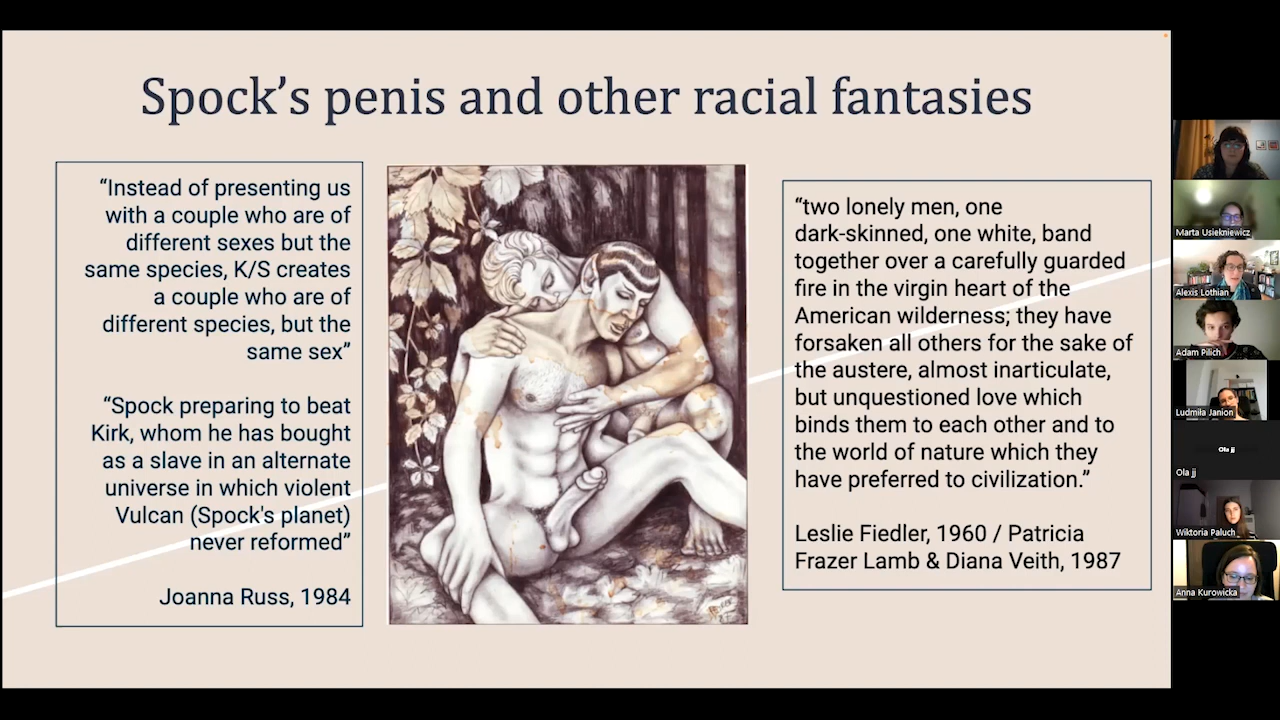 Spock’s penis and other racial fantasies
“Instead of presenting us
with a couple who are of
different sexes but the
same species, K/S creates
a couple who are of
different species, but the
same sex”
“Spock preparing to beat
Kirk, whom he has bought
as a slave in an alternate
universe in which violent
Vulcan (Spock's planet)
never reformed”
Joanna Russ, 1984
“two lonely men, one
dark-skinned, one white, band
together over a carefully guarded
fire in the virgin heart of the
American wilderness; they have
forsaken all others for the sake of
the austere, almost inarticulate,
but unquestioned love which
binds them to each other and to
the world of nature which they
have preferred to civilization.”
Leslie Fiedler, 1960 / Patricia
Frazer Lamb & Diana Veith, 1987
Marta Usiekniewicz
Alexis Lothian
Adam Pilich
Ludmiła Janion
Ola jj
Ola jj
Wiktoria Paluch
Anna Kurowicka